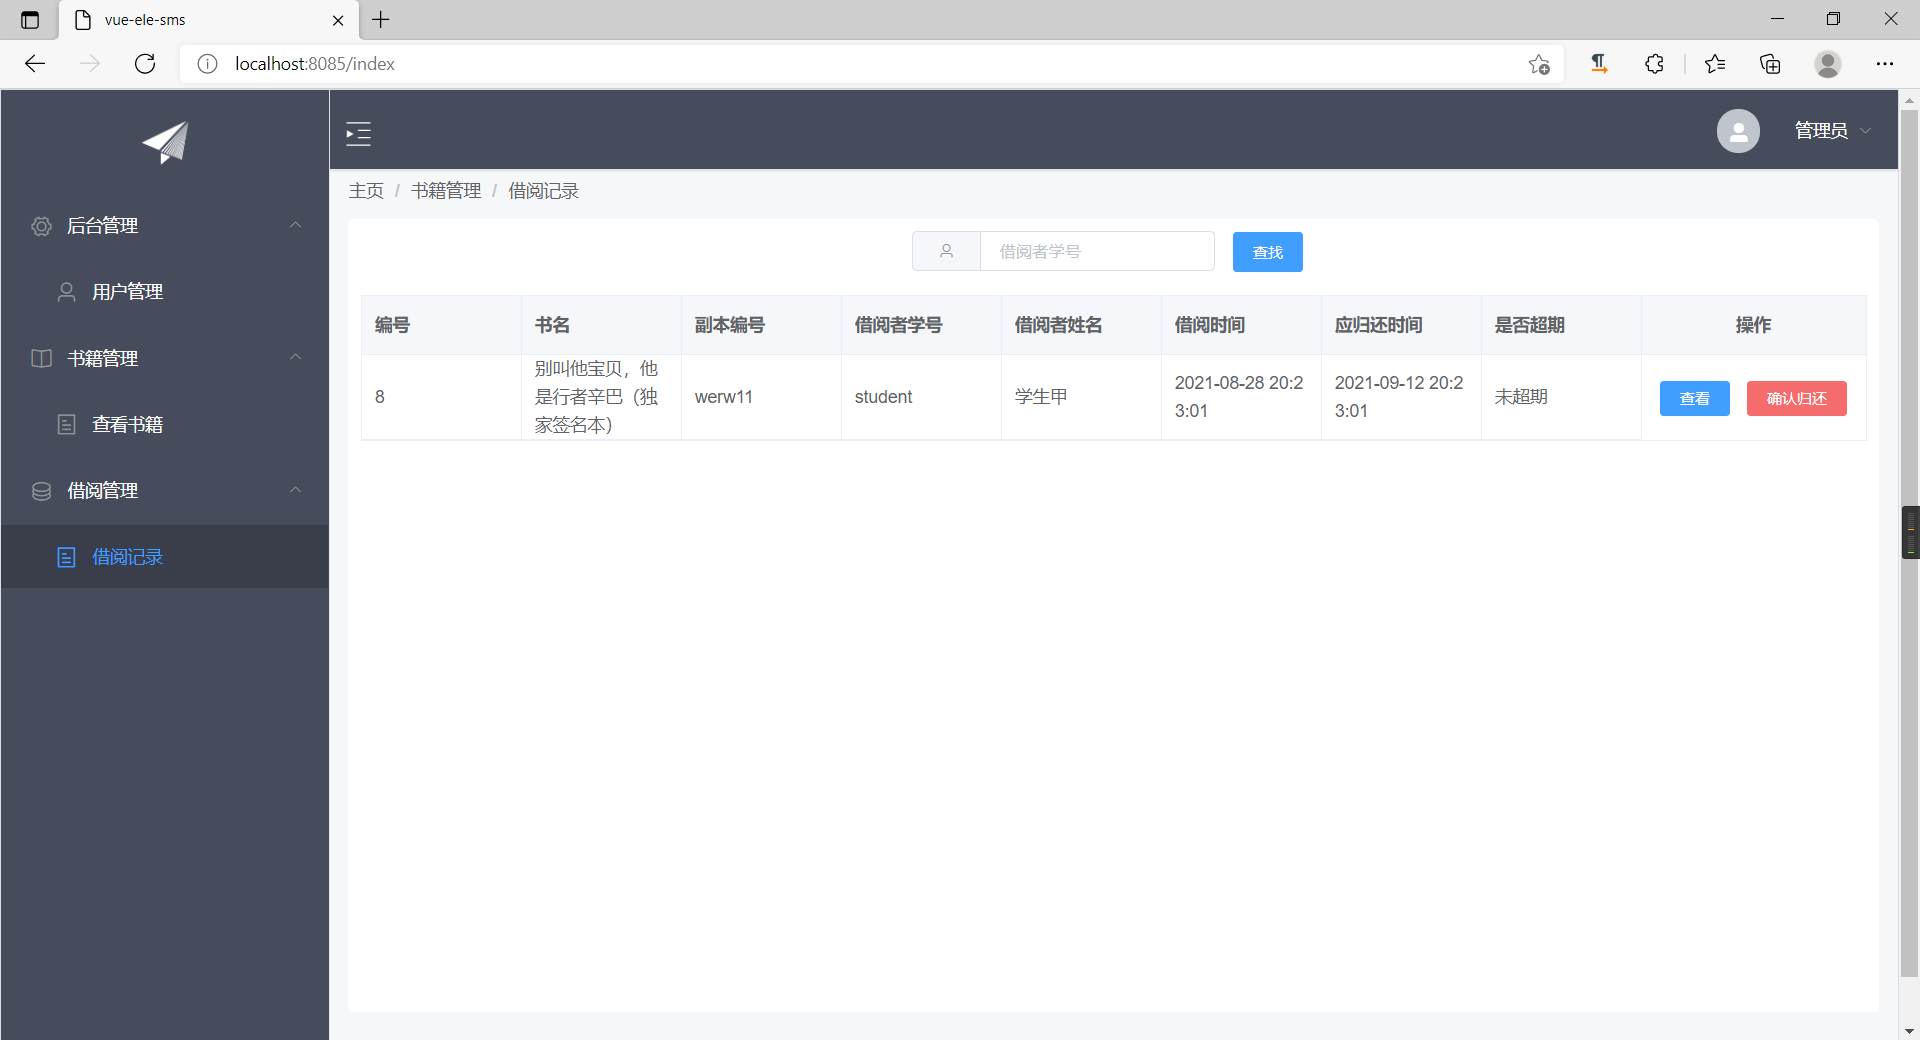 vue-ele-sms
localhost:8085/index
管理员
主页 / 书籍管理 / 借阅记录
后台管理
用户管理
书籍管理
查看书籍
借阅管理
借阅记录
借阅者学号
查找
编号 书名 副本编号 借阅者学号 借阅者姓名 借阅时间 应归还时间 是否超期 操作
8
别叫他宝贝，他
是行者辛巴（独
家签名本）
werw11
student
学生甲
2021-08-28 20:2
3:01
2021-09-12 20:2
3:01
未超期
查看
确认归还